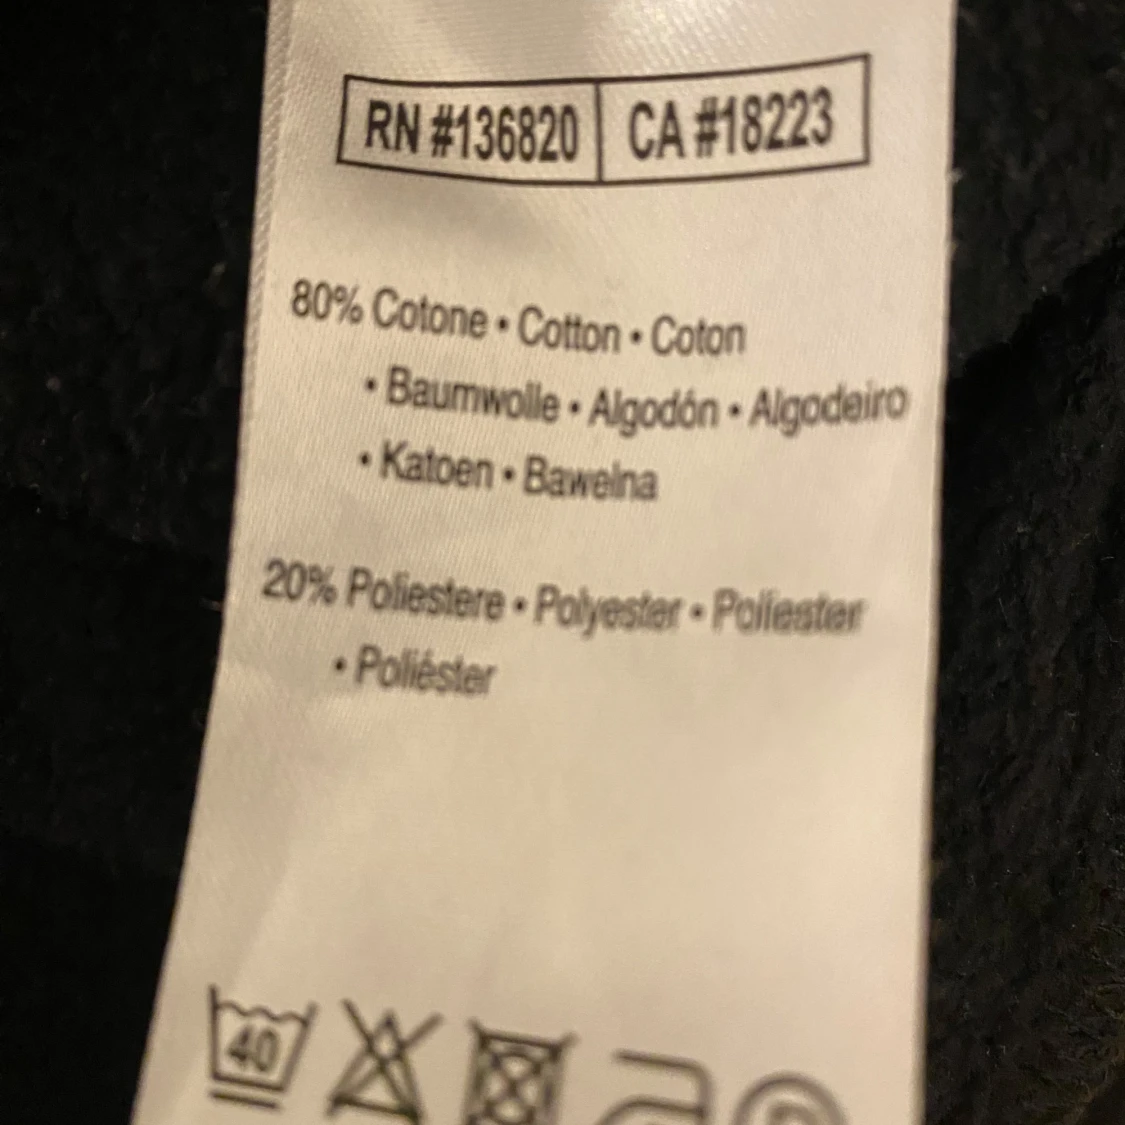 RN #136820 CA #18223
80% Cotone • Cotton • Coton
• Baumwolle • Algodón • Algodeiro
• Katoen • Bawelna
20% Poliestere • Polyester • Poliester
• Poliéster
40